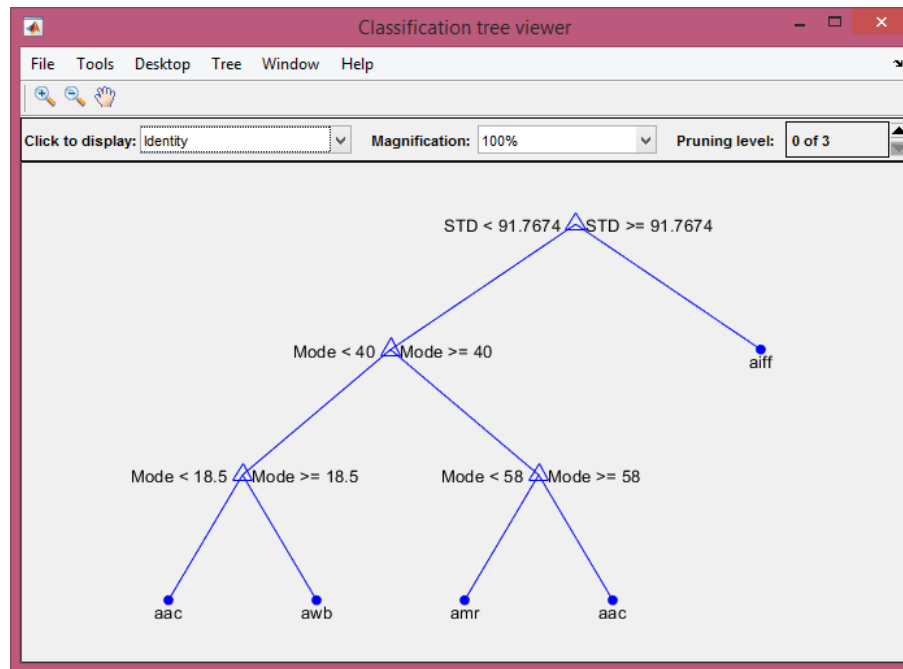 Classification tree viewer
File Tools Desktop Tree Window Help
Click to display: Identity Magnification: 100% Pruning level: 0 of 3
STD < 91.7674 STD >= 91.7674
Mode < 40 Mode >= 40
aiff
Mode < 18.5 Mode >= 18.5 Mode < 58 Mode >= 58
aac awb amr aac